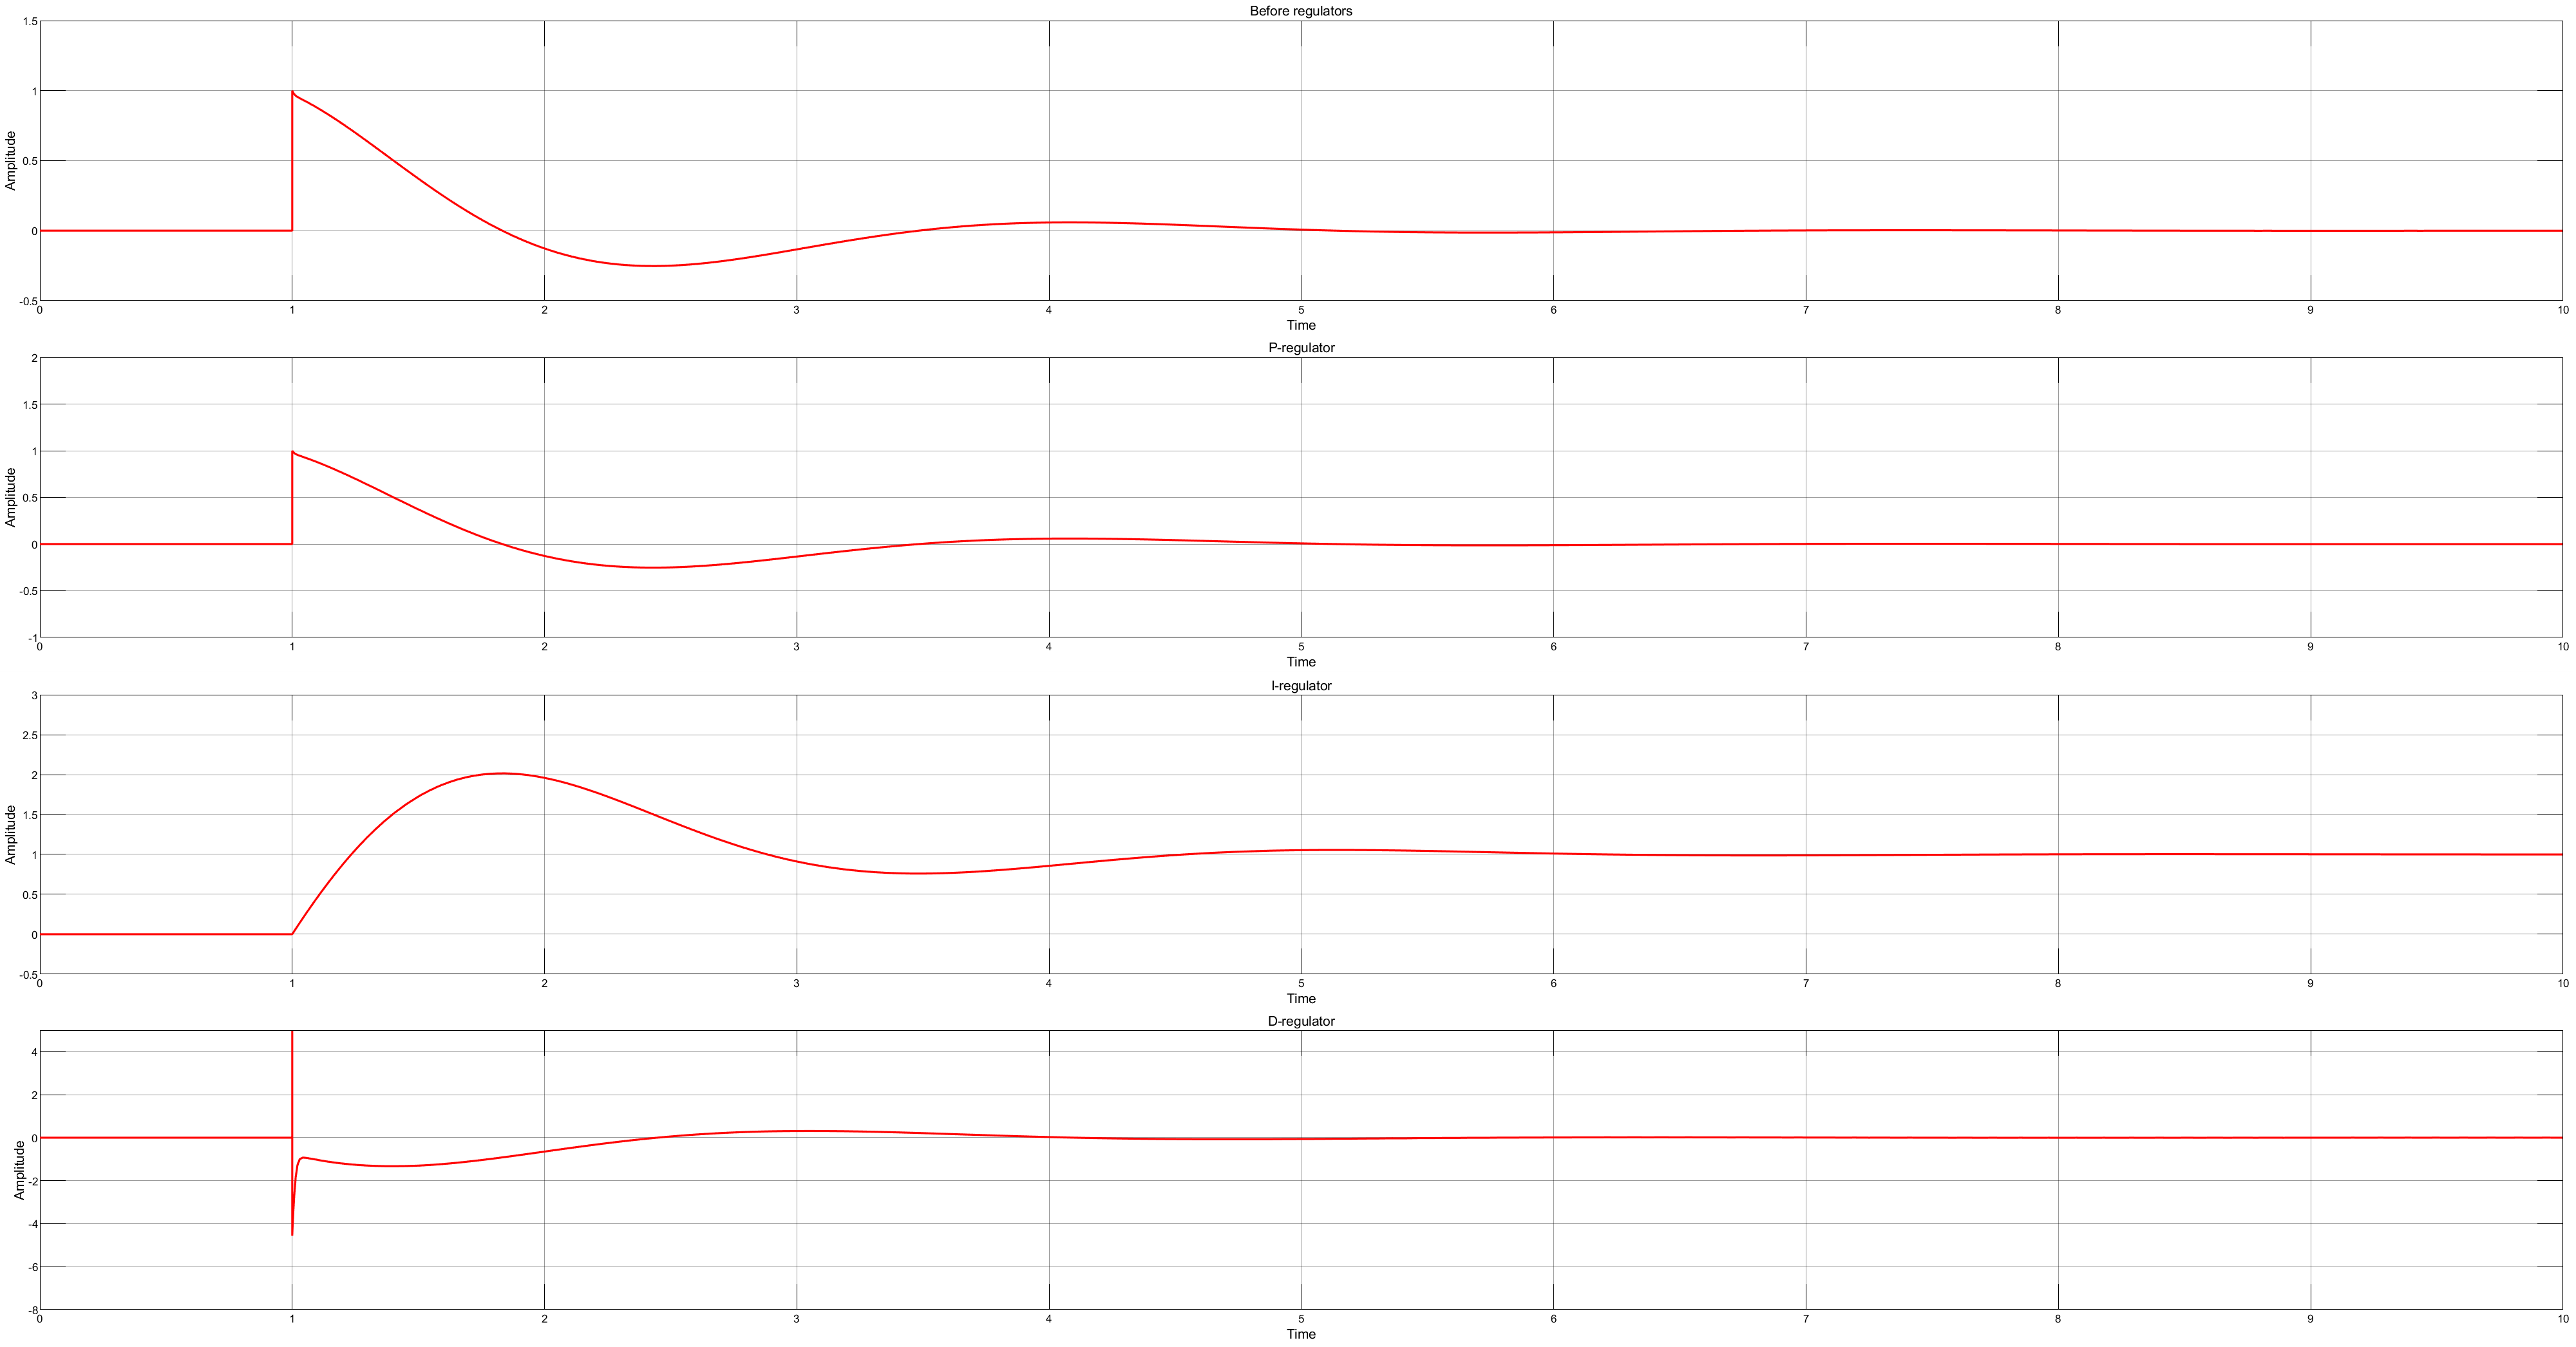 Before regulators
1.5
1
0.5
0
-0.5
Amplitude
0 1 2 3 4 5 6 7 8 9 10
Time
P-regulator
2
1.5
1
0.5
0
-0.5
-1
Amplitude
0 1 2 3 4 5 6 7 8 9 10
Time
I-regulator
3
2.5
2
1.5
1
0.5
0
-0.5
Amplitude
0 1 2 3 4 5 6 7 8 9 10
Time
D-regulator
4
2
0
-2
-4
-6
-8
Amplitude
0 1 2 3 4 5 6 7 8 9 10
Time